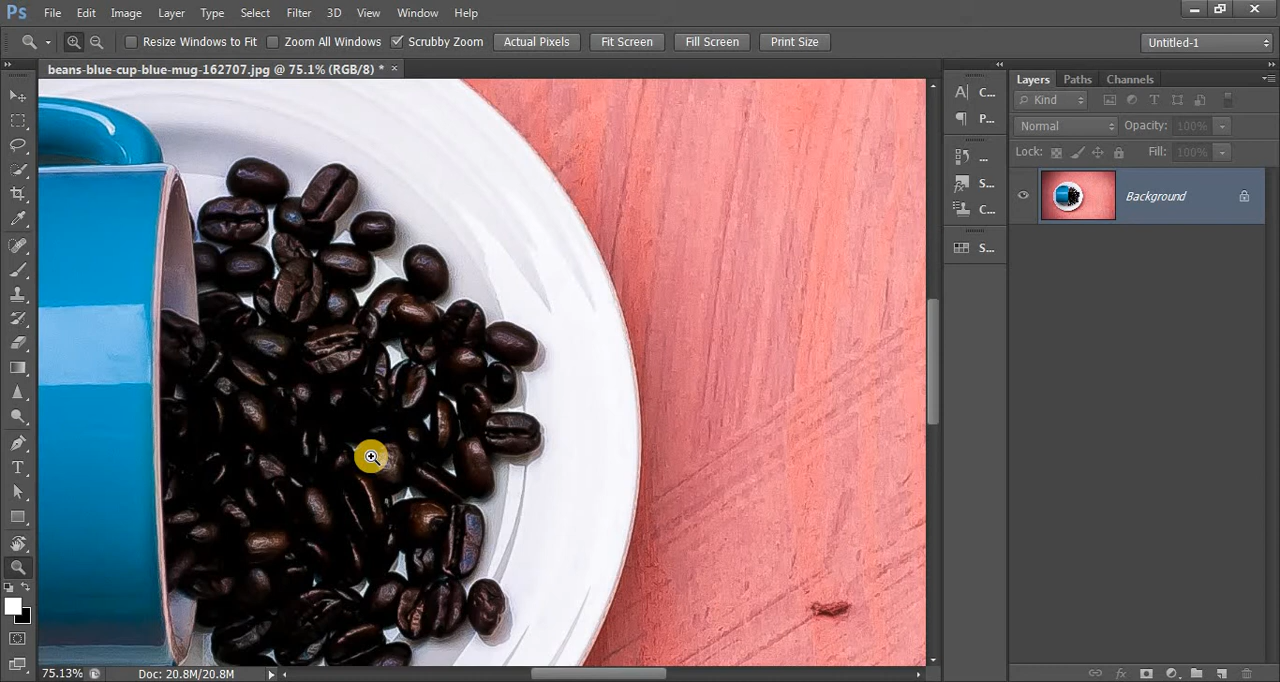 Ps File Edit Image Layer Type Select Filter 3D View Window Help
Resize Windows to Fit Zoom All Windows Scrubby Zoom Actual Pixels Fit Screen Fill Screen Print Size Untitled-1
beans-blue-cup-blue-mug-162707.jpg @ 75.1% (RGB/8) * ×
Layers Paths Channels
A C...
Kind
P...
Normal Opacity: 100%
Lock: Fill: 100%
...
S...
Background
C...
S...
T
75.13% Doc: 20.8M/20.8M
fx